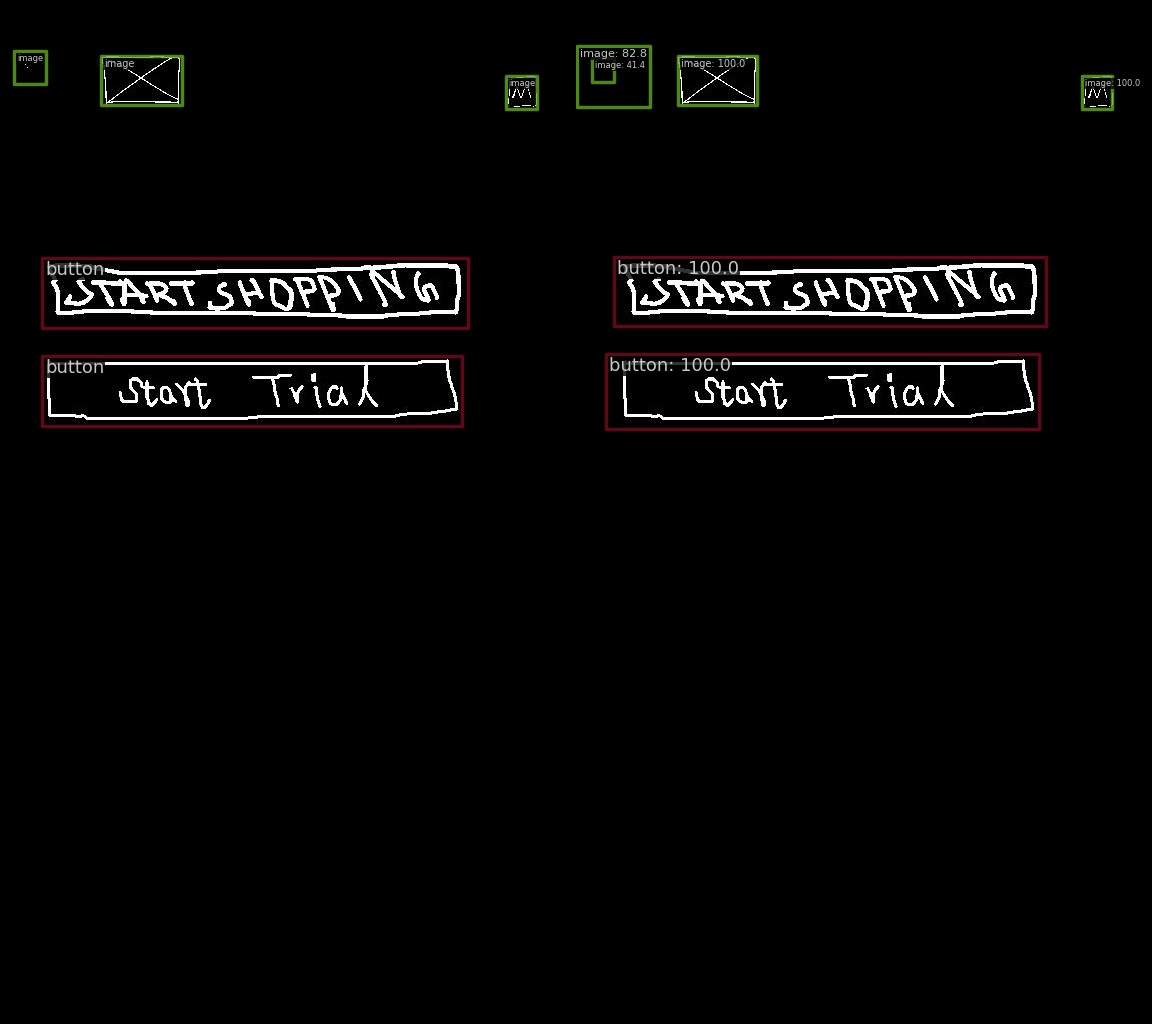 image: 82.8
image image image: 41.4 image: 100.0
image image: 100.0
button button: 100.0
START SHOPPING START SHOPPING
button button: 100.0
Start Trial Start Trial